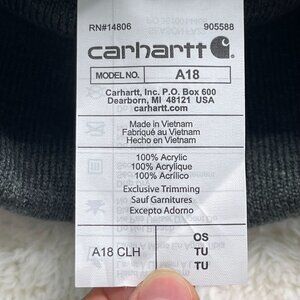 RN#14806 905588
carhartt
MODEL NO. A18
Carhartt, Inc. P.O. Box 600
Dearborn, MI 48121 USA
carhartt.com
Made in Vietnam
Fabriqué au Vietnam
Hecho en Vietnam
100% Acrylic
100% Acrylique
100% Acrílico
Exclusive Trimming
Sauf Garnitures
Excepto Adorno
A18 CLH
OS
TU
TU